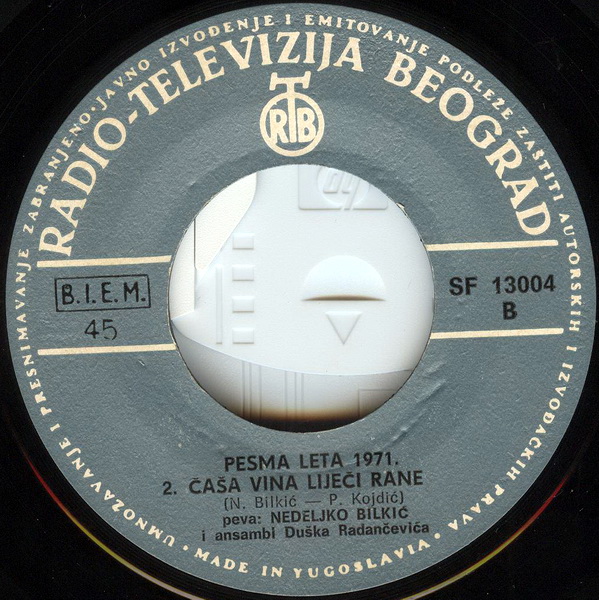 UMNOŽAVANJE I PRESNIMAVANJE ZABRANJENO·JAVNO IZVOĐENJE I EMITOVANJE PODLEŽE ZAŠTITI AUTORSKIH I IZVOĐAČKIH PRAVA
RADIO-TELEVIZIJA BEOGRAD
RTB
hp
B.I.E.M.
45
SF 13004
B
PESMA LETA 1971.
2. ČAŠA VINA LIJEČI RANE
(N. Bilkić — P. Kojdić)
peva: NEDELJKO BILKIĆ
i ansambl Duška Radančevića
· MADE IN YUGOSLAVIA ·